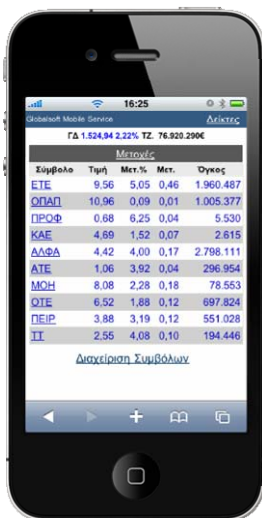 16:25
Globalsoft Mobile Service Δείκτες
ΓΔ 1.524,94 2,22% ΤΖ. 76.920.290€
Μετοχές
Σύμβολο Τιμή Μετ.% Μετ. Όγκος
ΕΤΕ 9,56 5,05 0,46 1.960.487
ΟΠΑΠ 10,96 0,09 0,01 1.005.377
ΠΡΟΦ 0,68 6,25 0,04 5.530
ΚΑΕ 4,69 1,52 0,07 2.615
ΑΛΦΑ 4,42 4,00 0,17 2.798.111
ΑΤΕ 1,06 3,92 0,04 296.954
ΜΟΗ 8,08 2,28 0,18 78.553
ΟΤΕ 6,52 1,88 0,12 697.824
ΠΕΙΡ 3,88 3,19 0,12 551.028
ΤΤ 2,55 4,08 0,10 194.446
Διαχείριση Συμβόλων